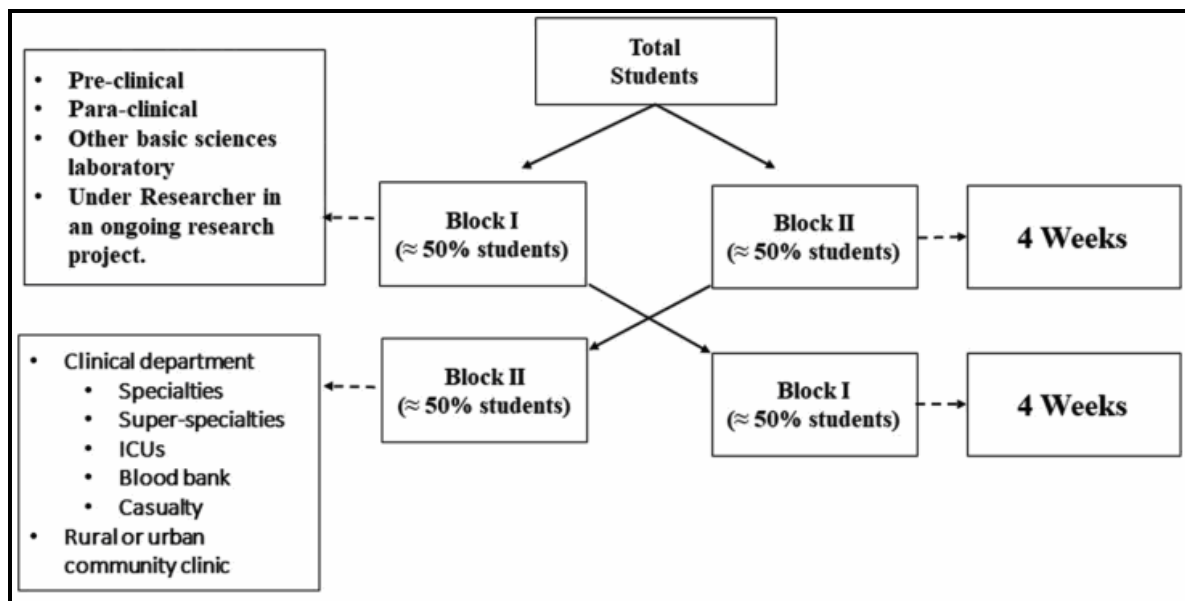 Total
Students
• Pre-clinical
• Para-clinical
• Other basic sciences
laboratory
• Under Researcher in
an ongoing research
project.
Block I
(≈ 50% students)
Block II
(≈ 50% students)
4 Weeks
• Clinical department
• Specialties
• Super-specialties
• ICUs
• Blood bank
• Casualty
• Rural or urban
community clinic
Block II
(≈ 50% students)
Block I
(≈ 50% students)
4 Weeks